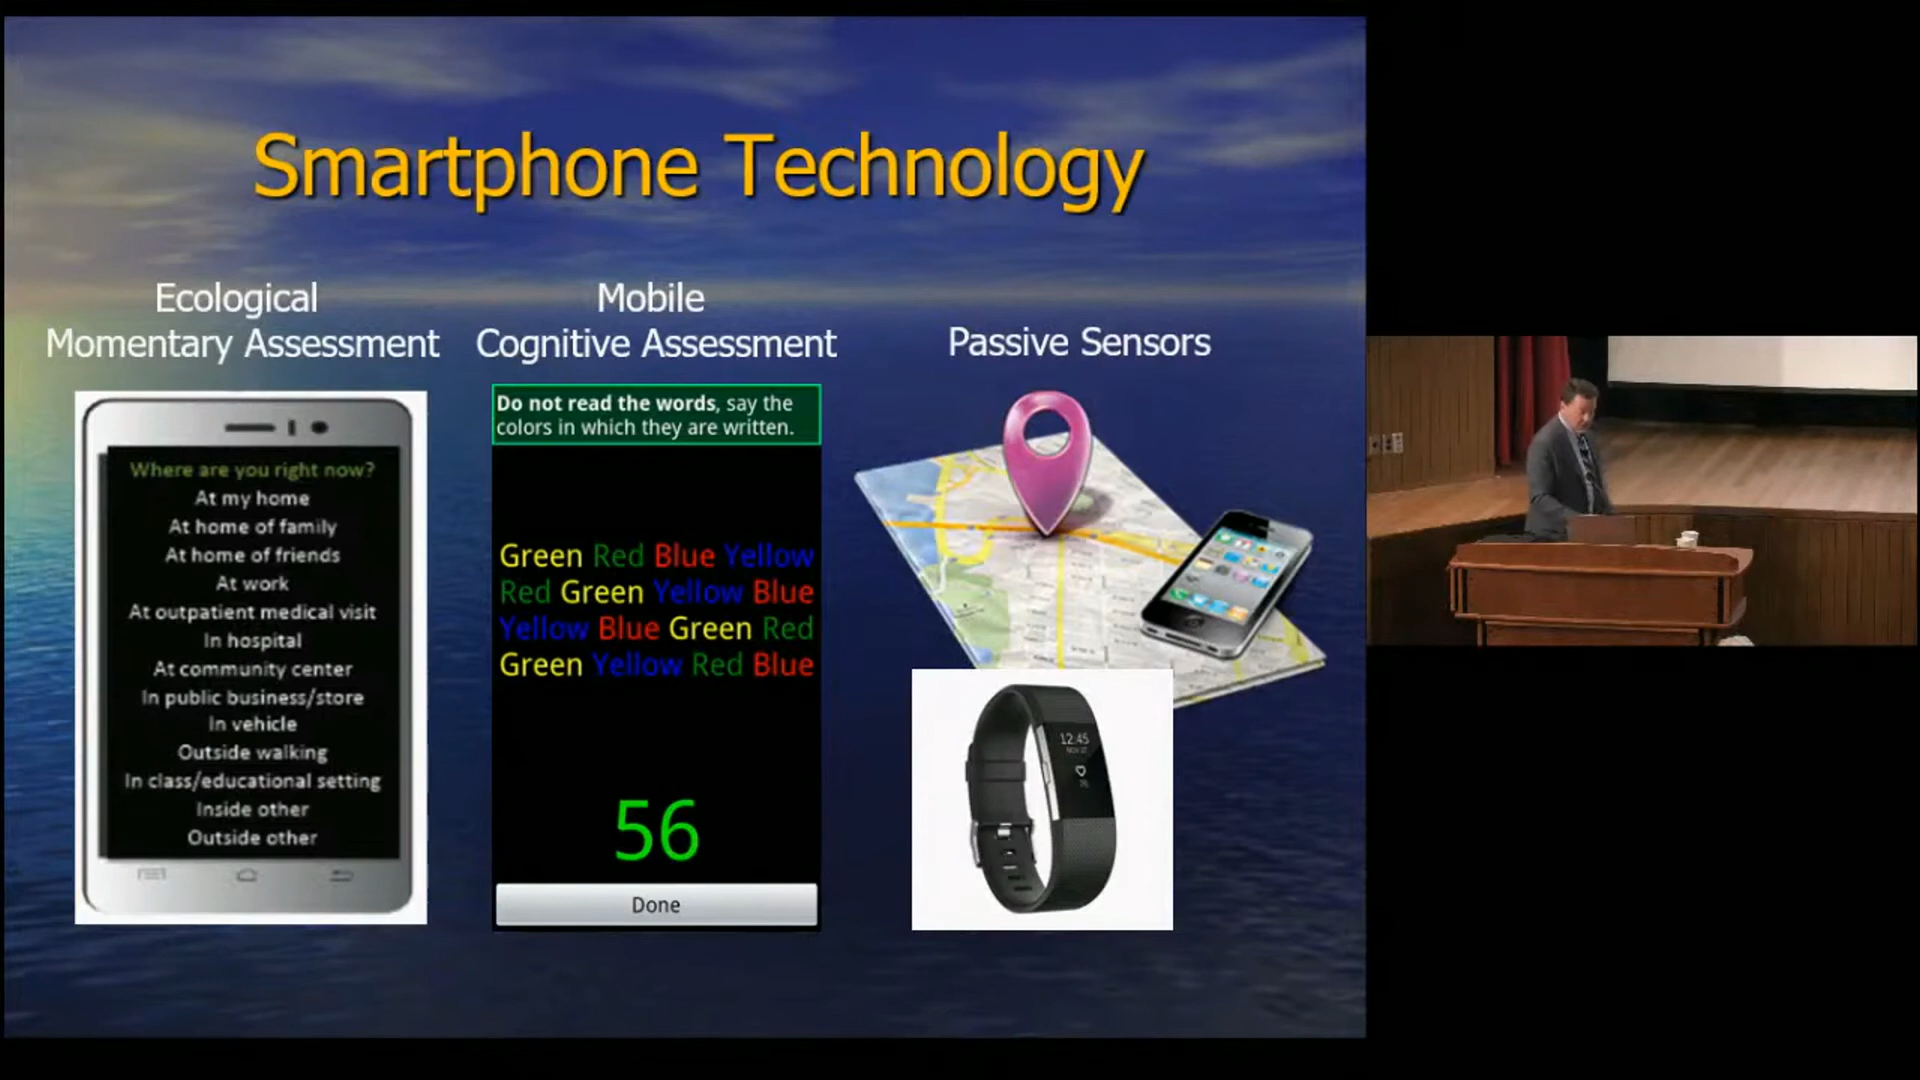 Smartphone Technology
Ecological
Momentary Assessment
Where are you right now?
At my home
At home of family
At home of friends
At work
At outpatient medical visit
In hospital
At community center
In public business/store
In vehicle
Outside walking
In class/educational setting
Inside other
Outside other
Mobile
Cognitive Assessment
Do not read the words, say the
colors in which they are written.
Green Red Blue Yellow
Red Green Yellow Blue
Yellow Blue Green Red
Green Yellow Red Blue
56
Done
Passive Sensors
12:45